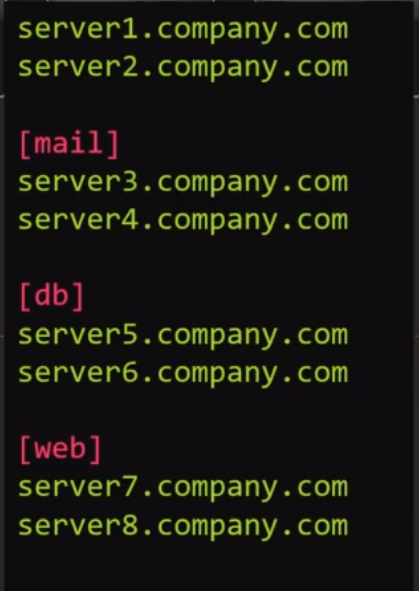 server1.company.com
server2.company.com
[mail]
server3.company.com
server4.company.com
[db]
server5.company.com
server6.company.com
[web]
server7.company.com
server8.company.com